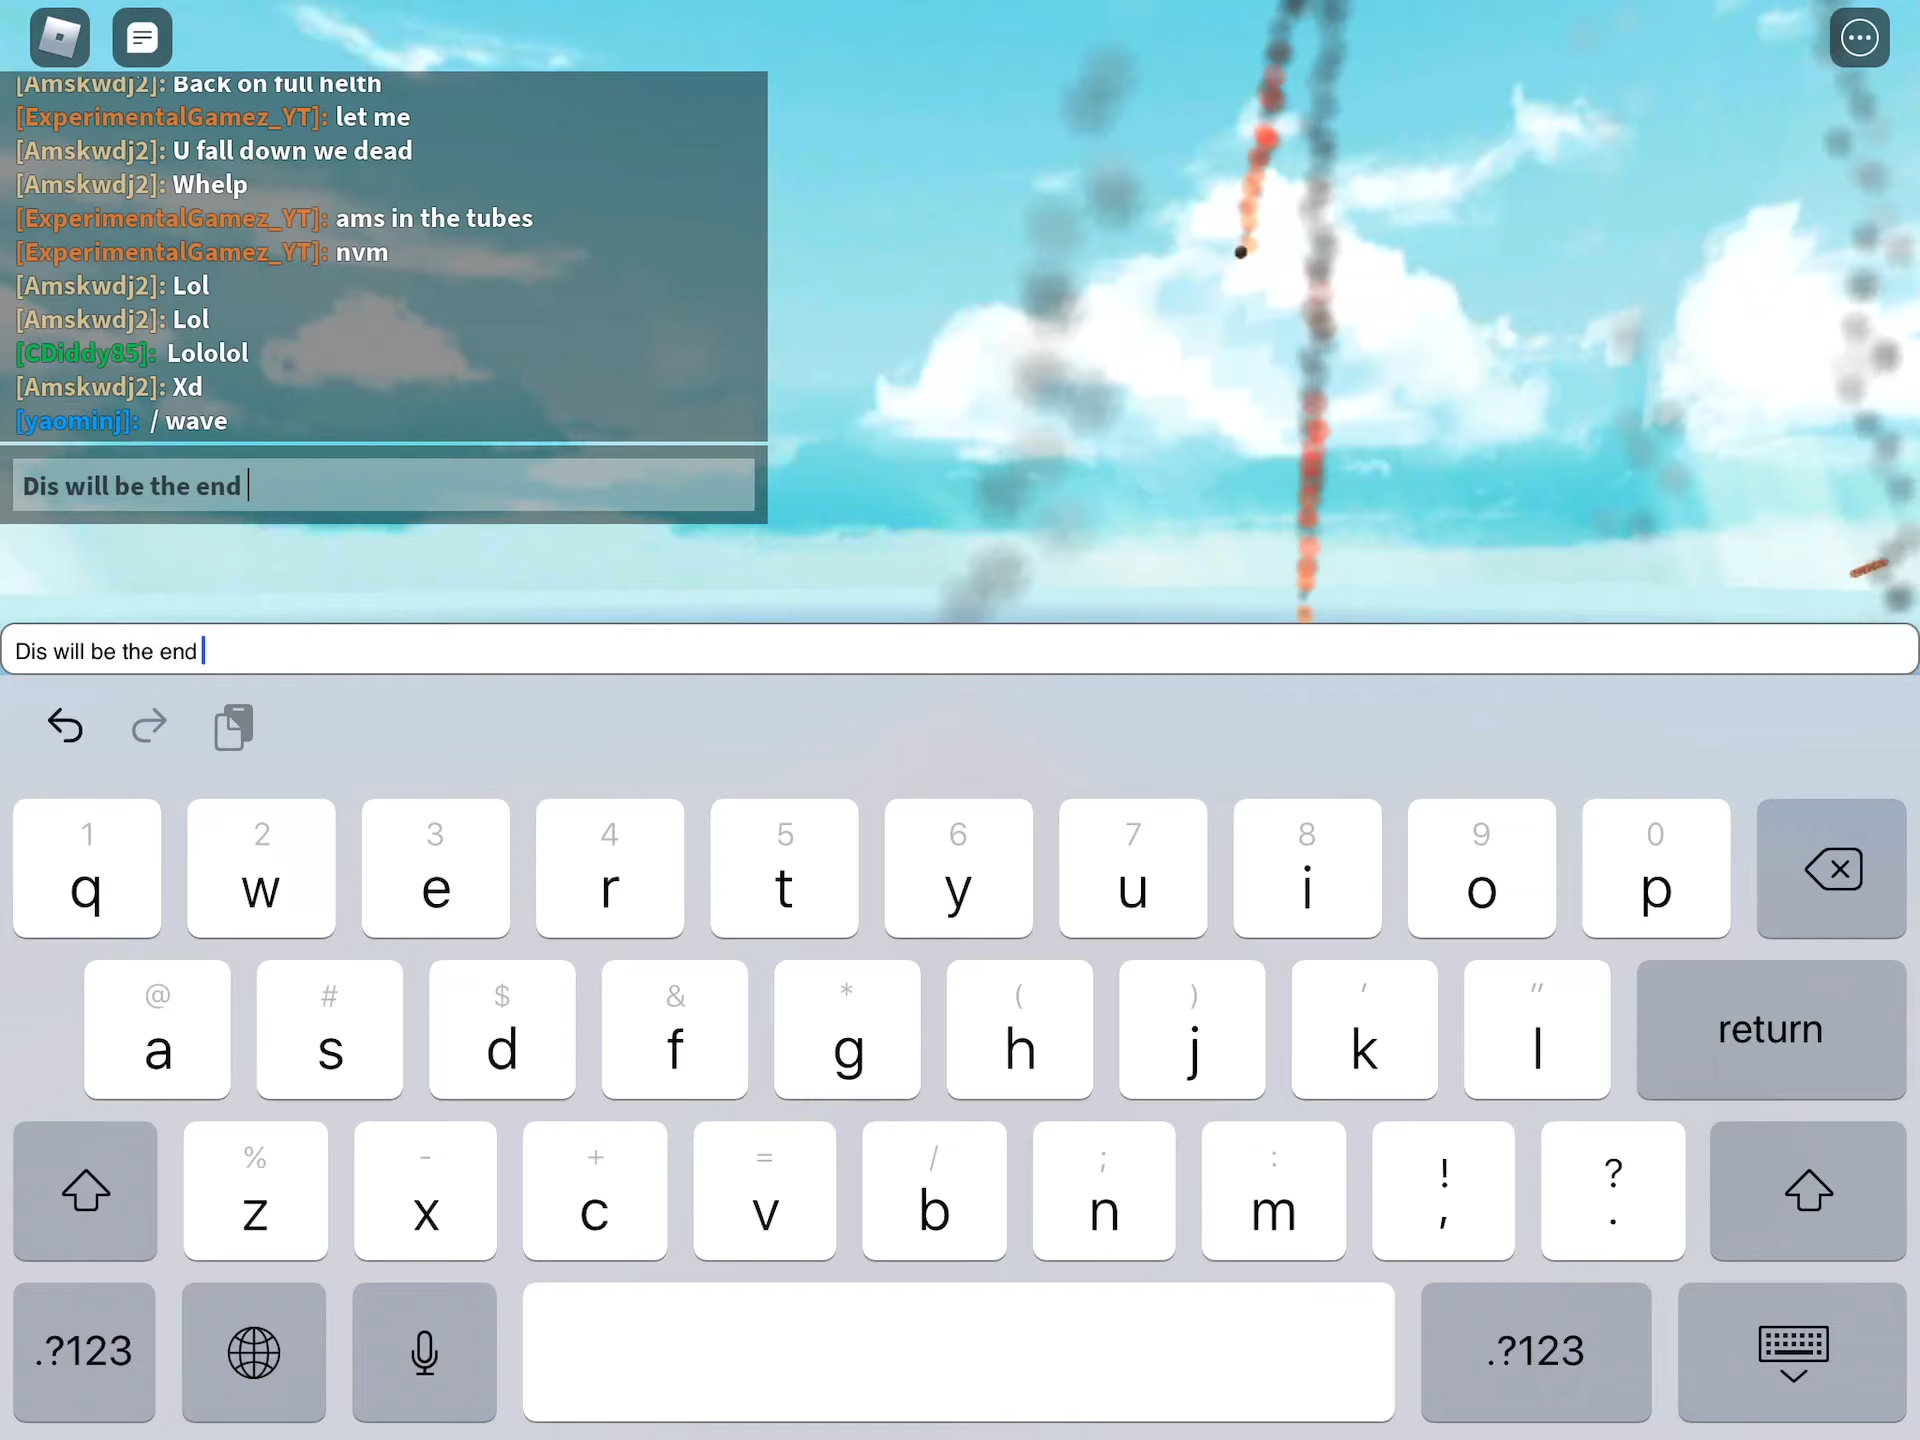 [Amskwdj2]: Back on full helth
[ExperimentalGamez_YT]: let me
[Amskwdj2]: U fall down we dead
[Amskwdj2]: Whelp
[ExperimentalGamez_YT]: ams in the tubes
[ExperimentalGamez_YT]: nvm
[Amskwdj2]: Lol
[Amskwdj2]: Lol
[CDiddy85]: Lololol
[Amskwdj2]: Xd
[yaominj]: / wave
Dis will be the end
Dis will be the end
1 2 3 4 5 6 7 8 9 0
q w e r t y u i o p
@ # $ & * ( ) ' "
a s d f g h j k l return
% - + = / ; : ! ?
z x c v b n m , .
.?123 .?123